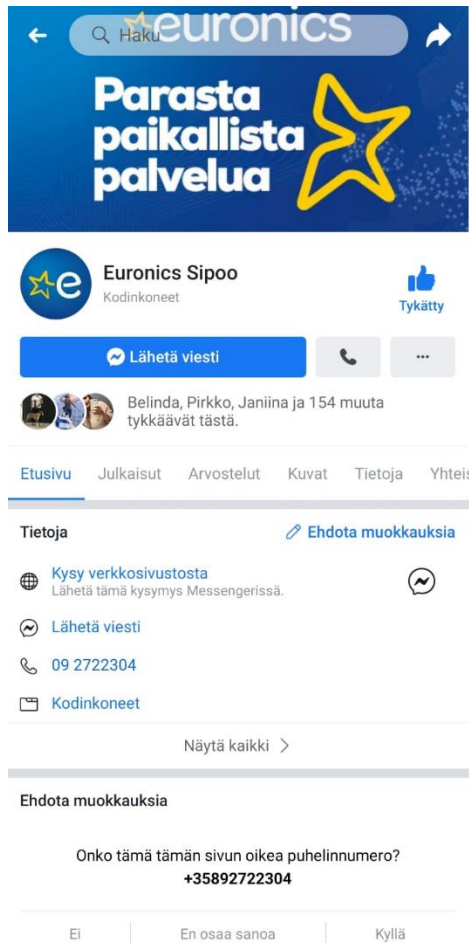 Haku
euronics
Parasta
paikallista
palvelua
e
Euronics Sipoo
Kodinkoneet
Tykätty
Lähetä viesti
Belinda, Pirkko, Janiina ja 154 muuta
tykkäävät tästä.
Etusivu Julkaisut Arvostelut Kuvat Tietoja Yhteis
Tietoja Ehdota muokkauksia
Kysy verkkosivustosta
Lähetä tämä kysymys Messengerissä.
Lähetä viesti
09 2722304
Kodinkoneet
Näytä kaikki
Ehdota muokkauksia
Onko tämä tämän sivun oikea puhelinnumero?
+35892722304
Ei En osaa sanoa Kyllä